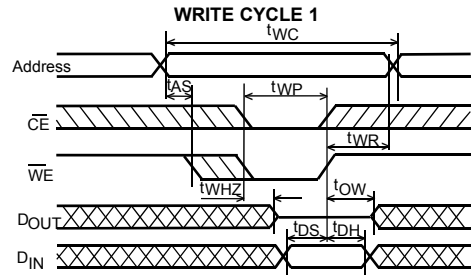 WRITE CYCLE 1
tWC
Address
tAS
tWP
CE
tWR
WE
tWHZ
tOW
DOUT
tDS
tDH
DIN